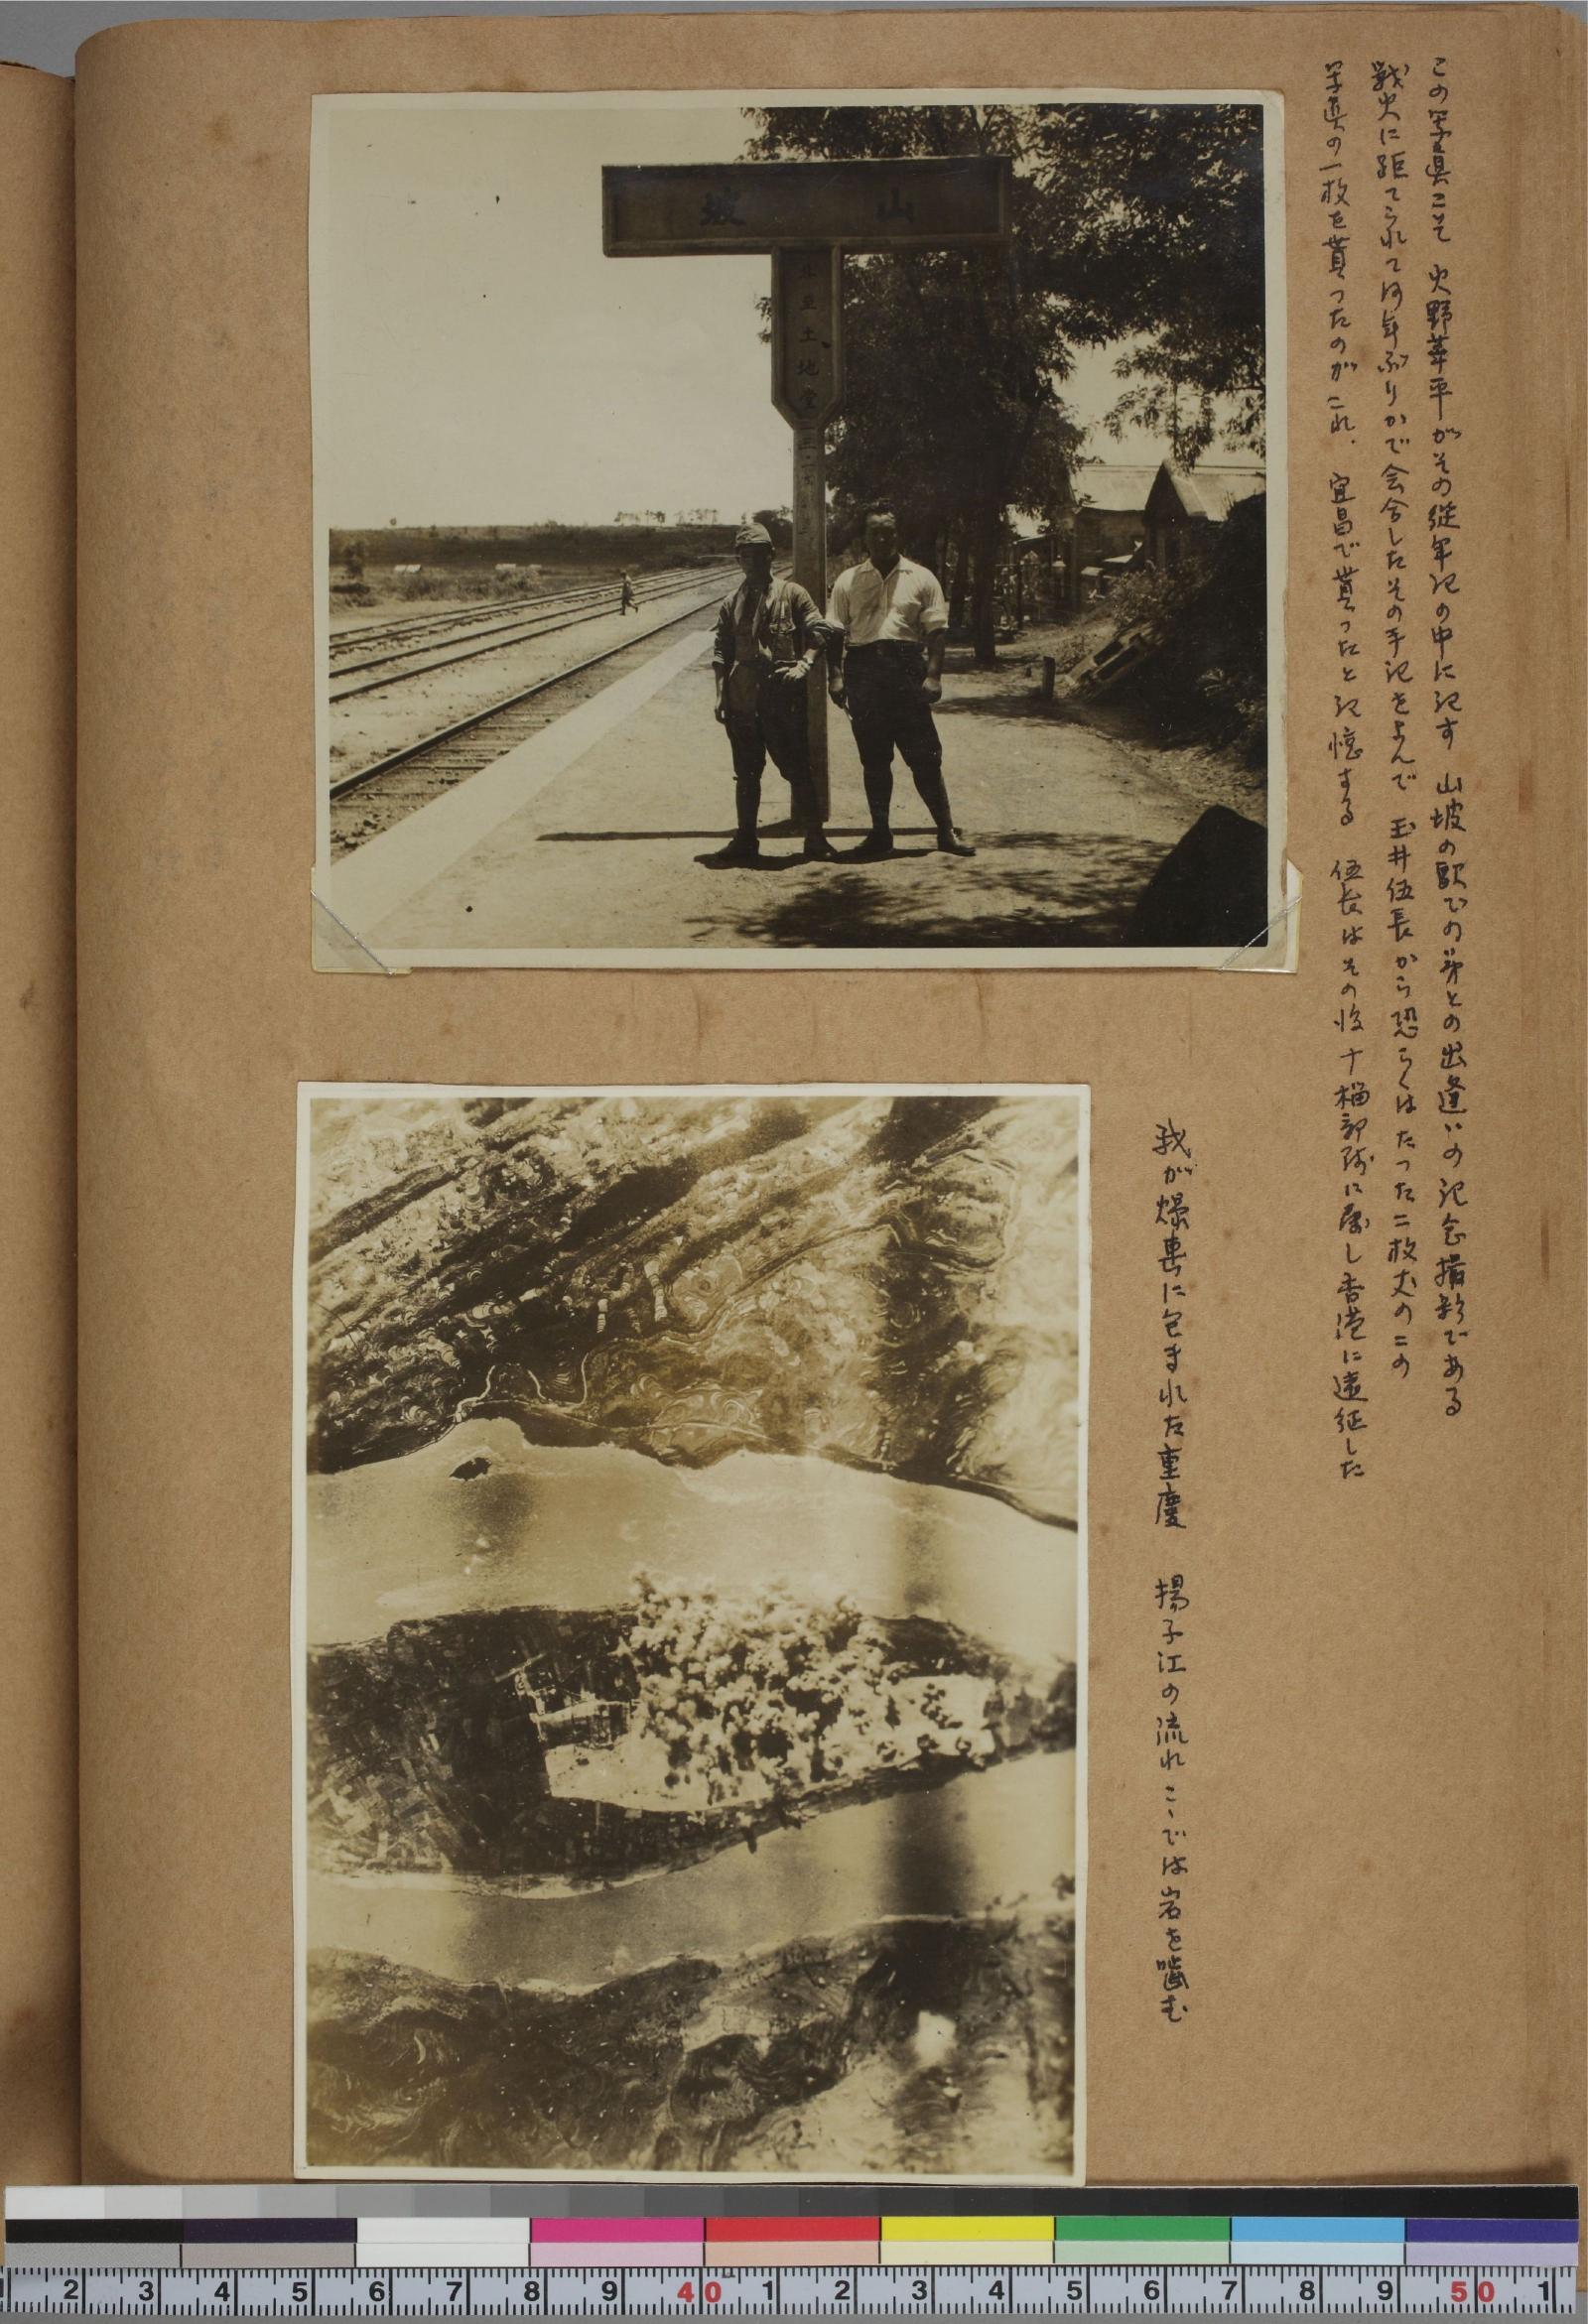 この写真こそ 火野葦平がその従軍記の中に記す 山坡の駅での弟との出逢いの記念撮影である
戦火に距てられて何年ぶりかで会合したその手記をよんで 玉井伍長から恐らくはたった二枚丈のこの
写真の一枚を貰ったのがこれ. 宜昌で貰ったと記憶する 伍長はその後 十榴部隊に属し香港に遠征した
山坡
土地堂
我が爆撃に包まれた重慶 揚子江の流れこゝでは岩を噛む
2 3 4 5 6 7 8 9 40 1 2 3 4 5 6 7 8 9 50 1